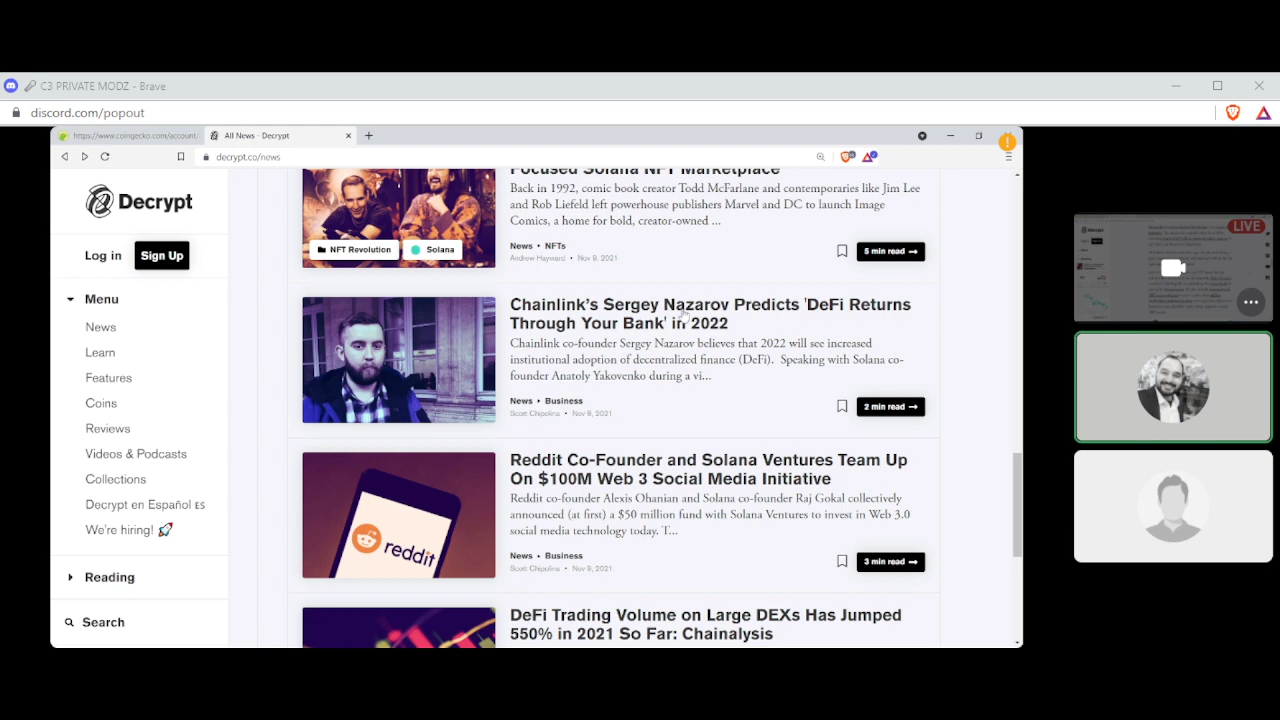 C3 PRIVATE MODZ - Brave
discord.com/popout
https://www.coingecko.com/account/
All News - Decrypt
decrypt.co/news
Decrypt
Log in
Sign Up
Menu
News
Learn
Features
Coins
Reviews
Videos & Podcasts
Collections
Decrypt en Español ES
We're hiring! 🚀
Reading
Search
Focused Solana NFT Marketplace
Back in 1992, comic book creator Todd McFarlane and contemporaries like Jim Lee
and Rob Liefeld left powerhouse publishers Marvel and DC to launch Image
Comics, a home for bold, creator-owned ...
NFT Revolution
Solana
News • NFTs
Andrew Hayward • Nov 9, 2021
5 min read →
Chainlink's Sergey Nazarov Predicts 'DeFi Returns
Through Your Bank' in 2022
Chainlink co-founder Sergey Nazarov believes that 2022 will see increased
institutional adoption of decentralized finance (DeFi). Speaking with Solana co-
founder Anatoly Yakovenko during a vi...
News • Business
Scott Chipolina • Nov 9, 2021
2 min read →
Reddit Co-Founder and Solana Ventures Team Up
On $100M Web 3 Social Media Initiative
Reddit co-founder Alexis Ohanian and Solana co-founder Raj Gokal collectively
announced (at first) a $50 million fund with Solana Ventures to invest in Web 3.0
social media technology today. T...
reddit
News • Business
Scott Chipolina • Nov 9, 2021
3 min read →
DeFi Trading Volume on Large DEXs Has Jumped
550% in 2021 So Far: Chainalysis
LIVE